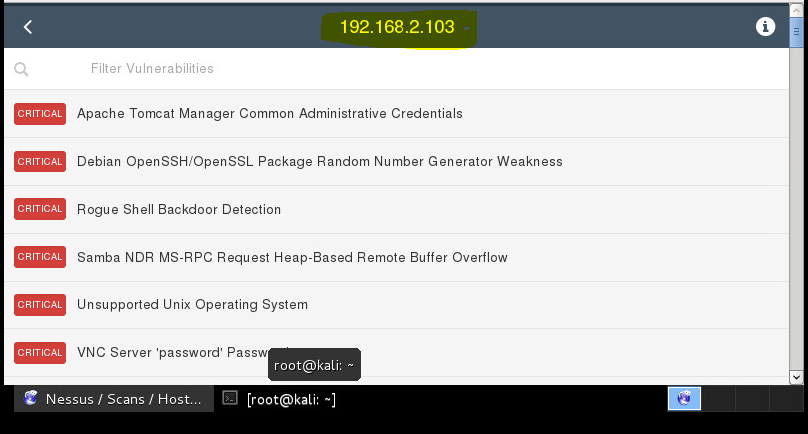 192.168.2.103
Filter Vulnerabilities
CRITICAL Apache Tomcat Manager Common Administrative Credentials
CRITICAL Debian OpenSSH/OpenSSL Package Random Number Generator Weakness
CRITICAL Rogue Shell Backdoor Detection
CRITICAL Samba NDR MS-RPC Request Heap-Based Remote Buffer Overflow
CRITICAL Unsupported Unix Operating System
CRITICAL VNC Server 'password'
root@kali: ~
Nessus / Scans / Host... [root@kali: ~]